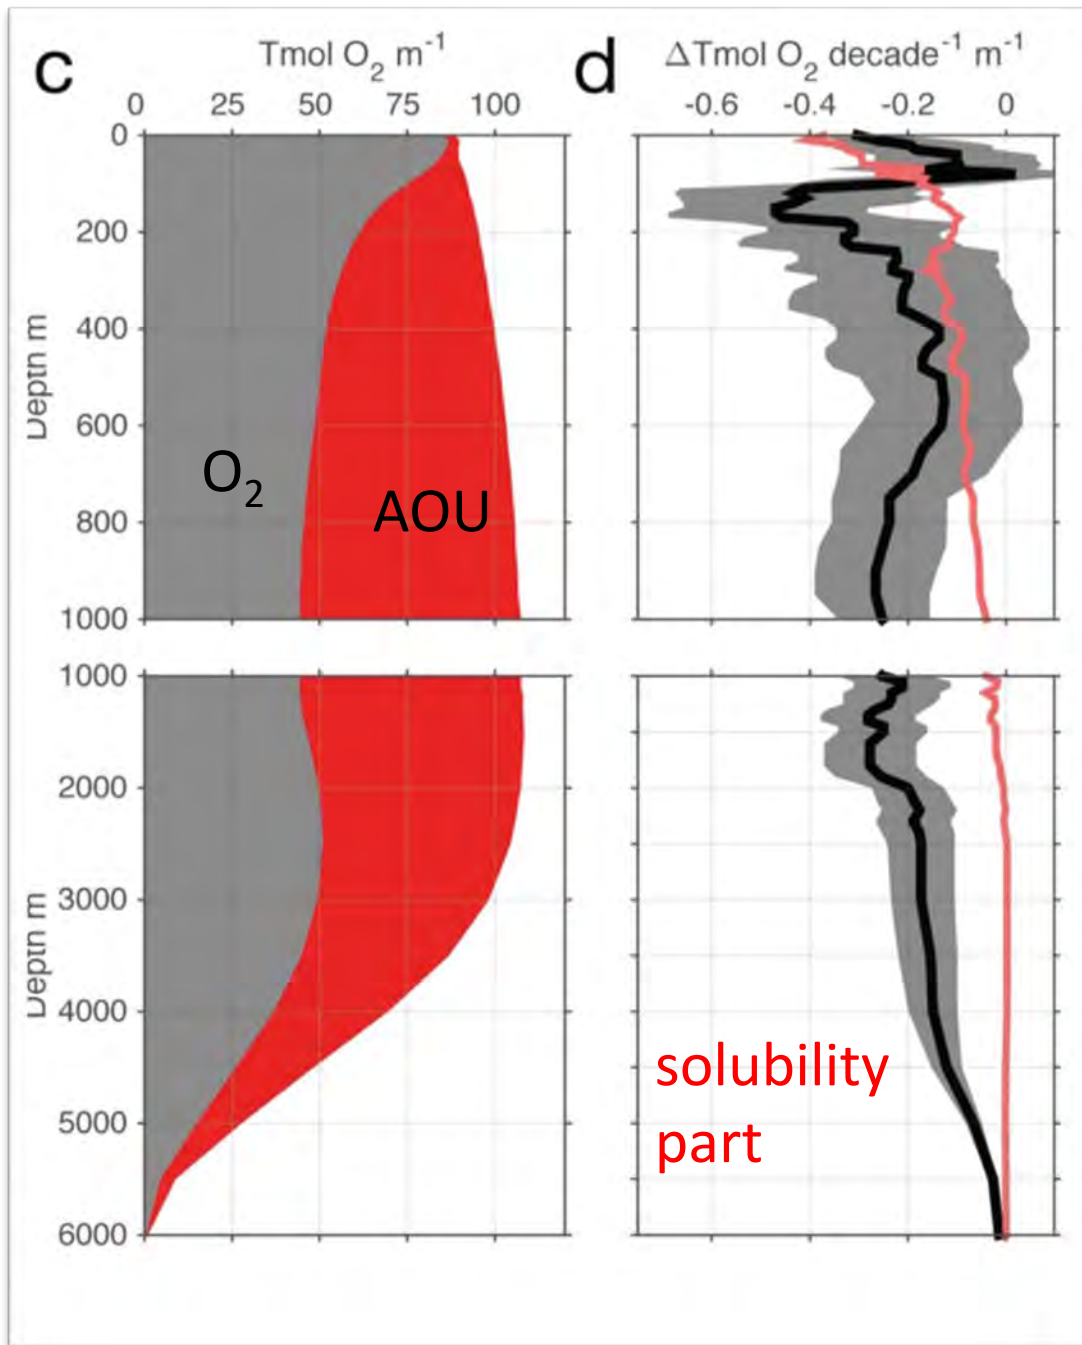 c
Tmol O₂ m⁻¹
0 25 50 75 100
d
ΔTmol O₂ decade⁻¹ m⁻¹
-0.6 -0.4 -0.2 0
0
200
400
600
800
1000
Depth m
O₂
AOU
1000
2000
3000
4000
5000
6000
Depth m
solubility
part